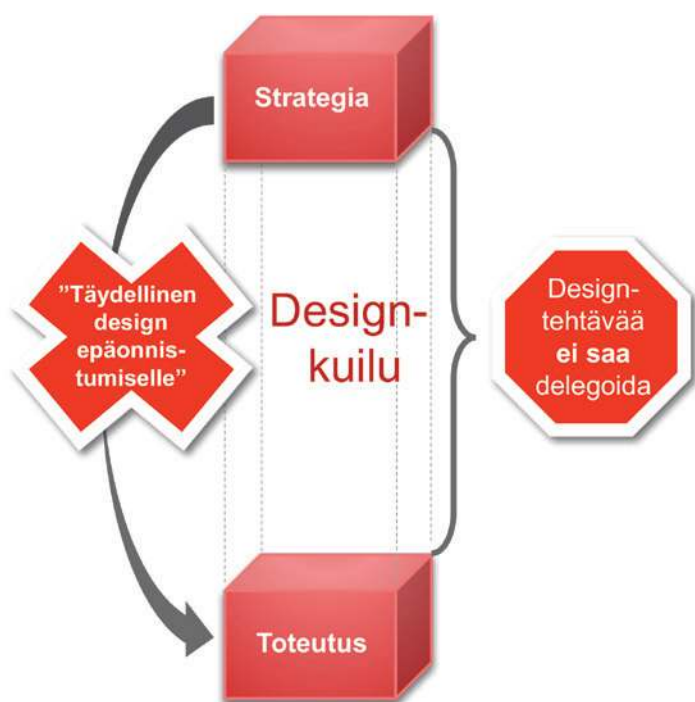 Strategia
”Täydellinen
design
epäonnis-
tumiselle”
Design-
kuilu
Design-
tehtävää
ei saa
delegoida
Toteutus